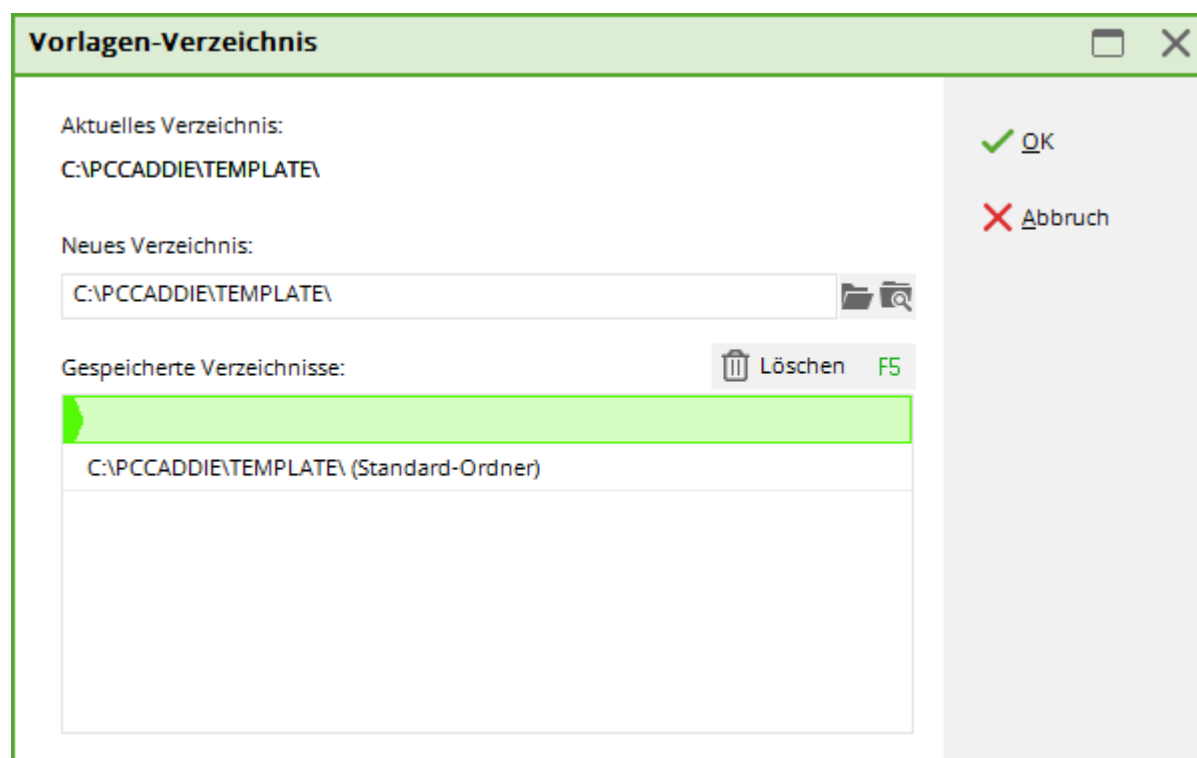 Vorlagen-Verzeichnis
Aktuelles Verzeichnis:
C:\PCCADDIE\TEMPLATE\
Neues Verzeichnis:
C:\PCCADDIE\TEMPLATE\
Gespeicherte Verzeichnisse:
Löschen F5
C:\PCCADDIE\TEMPLATE\ (Standard-Ordner)
OK
Abbruch